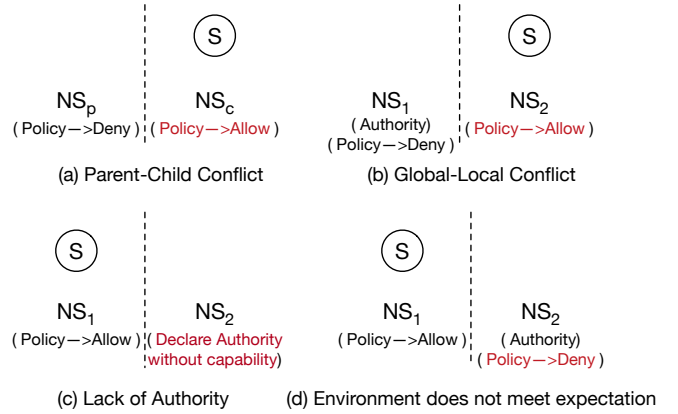 S
NSp NSc
( Policy—>Deny ) ( Policy—>Allow )
(a) Parent-Child Conflict
S
NS1 NS2
( Authority)
( Policy—>Deny ) ( Policy—>Allow )
(b) Global-Local Conflict
S
NS1 NS2
( Policy—>Allow ) ( Declare Authority
without capability)
(c) Lack of Authority
S
NS1 NS2
( Policy—>Allow ) ( Authority)
( Policy—>Deny )
(d) Environment does not meet expectation